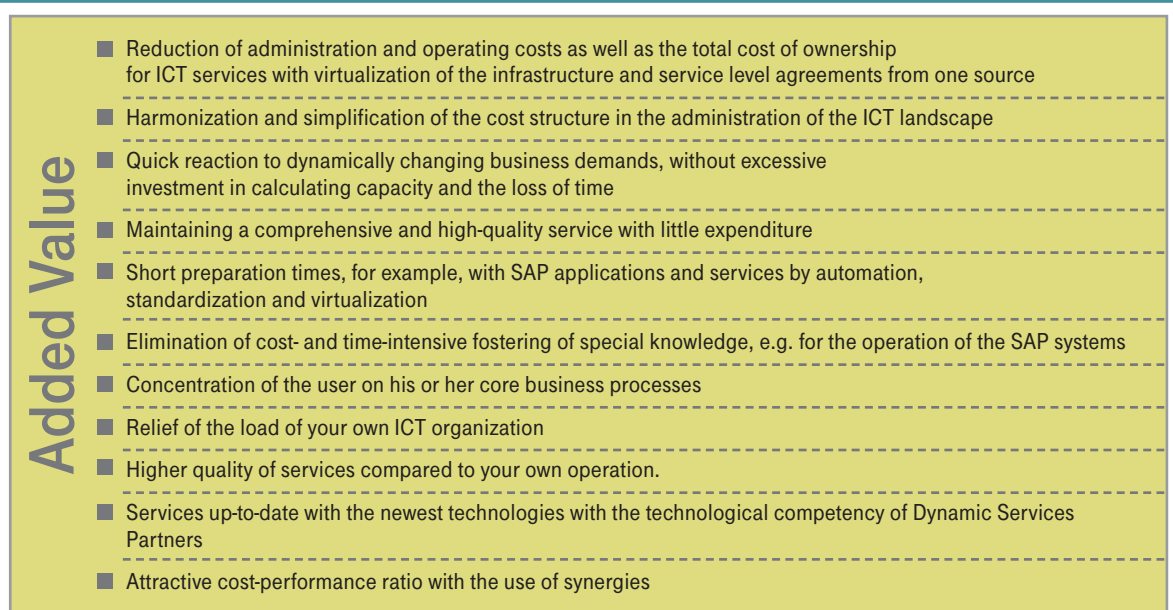 Added Value
Reduction of administration and operating costs as well as the total cost of ownership
for ICT services with virtualization of the infrastructure and service level agreements from one source
Harmonization and simplification of the cost structure in the administration of the ICT landscape
Quick reaction to dynamically changing business demands, without excessive
investment in calculating capacity and the loss of time
Maintaining a comprehensive and high-quality service with little expenditure
Short preparation times, for example, with SAP applications and services by automation,
standardization and virtualization
Elimination of cost- and time-intensive fostering of special knowledge, e.g. for the operation of the SAP systems
Concentration of the user on his or her core business processes
Relief of the load of your own ICT organization
Higher quality of services compared to your own operation.
Services up-to-date with the newest technologies with the technological competency of Dynamic Services
Partners
Attractive cost-performance ratio with the use of synergies